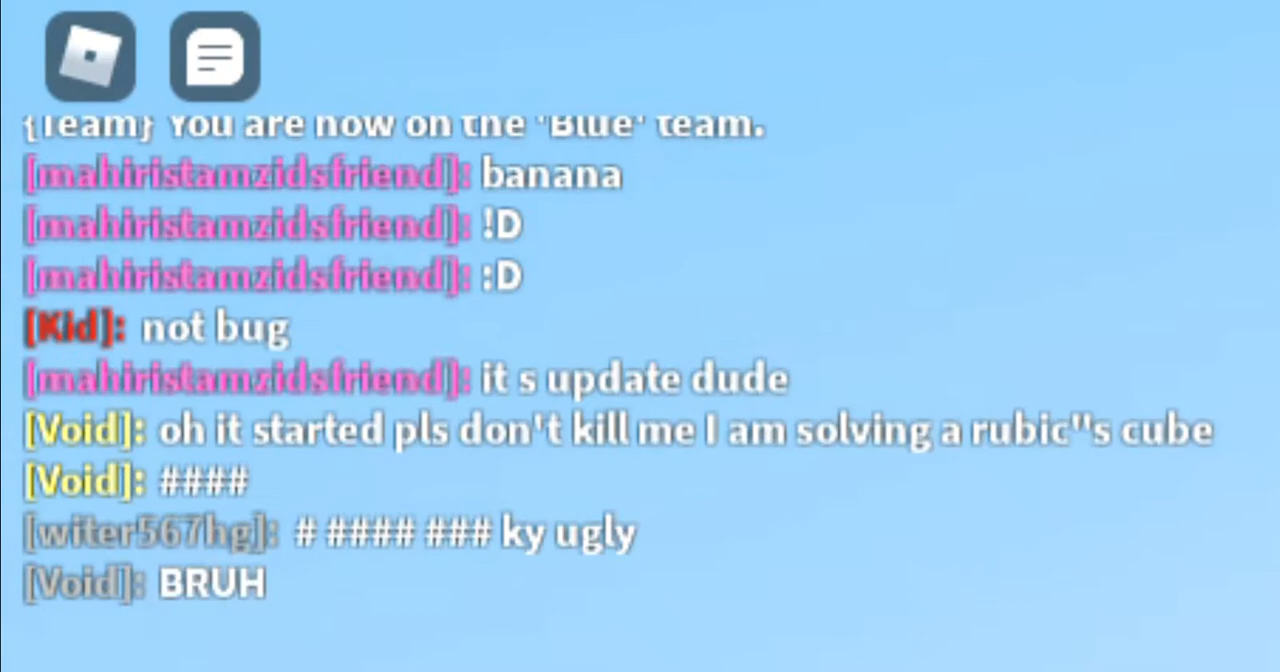 {Team} You are now on the 'Blue' team.
[mahiristamzidsfriend]: banana
[mahiristamzidsfriend]: !D
[mahiristamzidsfriend]: :D
[Kid]: not bug
[mahiristamzidsfriend]: it s update dude
[Void]: oh it started pls don't kill me I am solving a rubic''s cube
[Void]: ####
[witer567hg]: # #### ### ky ugly
[Void]: BRUH